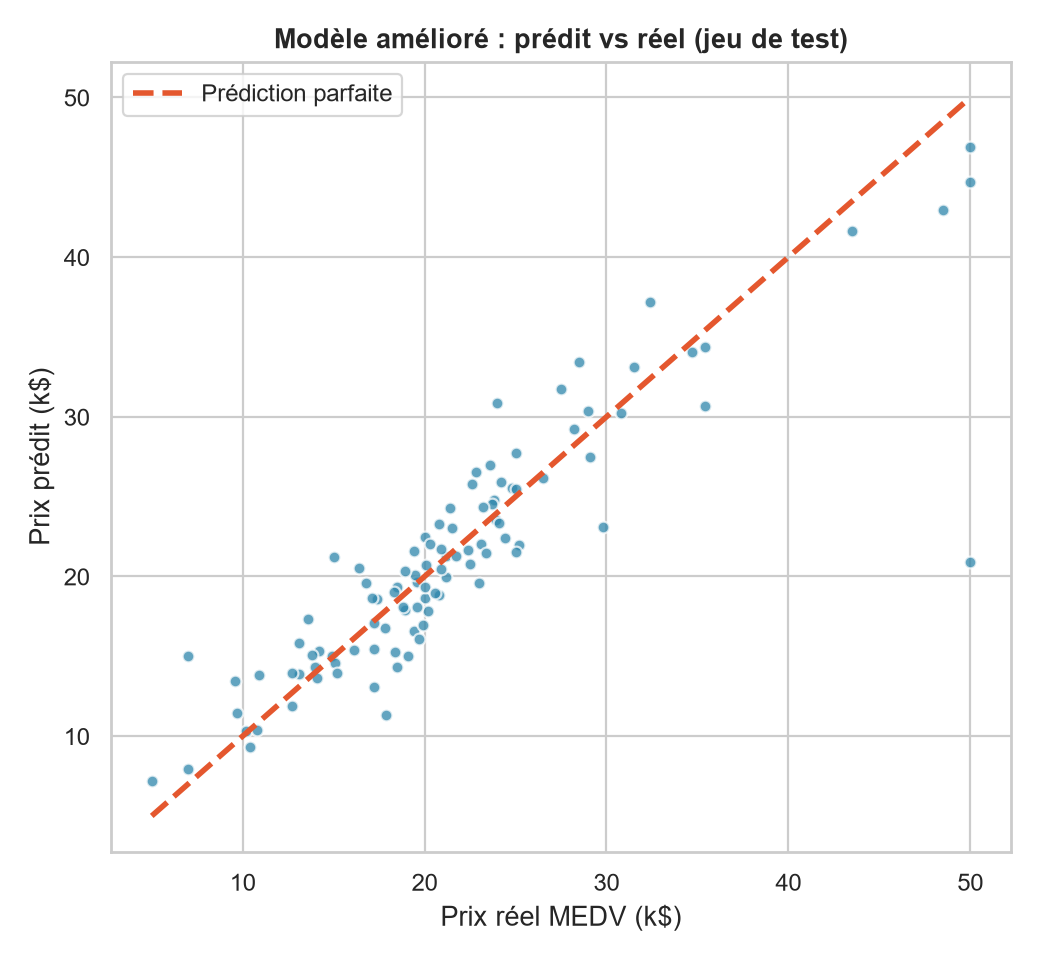 Modèle amélioré : prédit vs réel (jeu de test)
Prédiction parfaite
50
40
30
20
10
Prix prédit (k$)
10 20 30 40 50
Prix réel MEDV (k$)